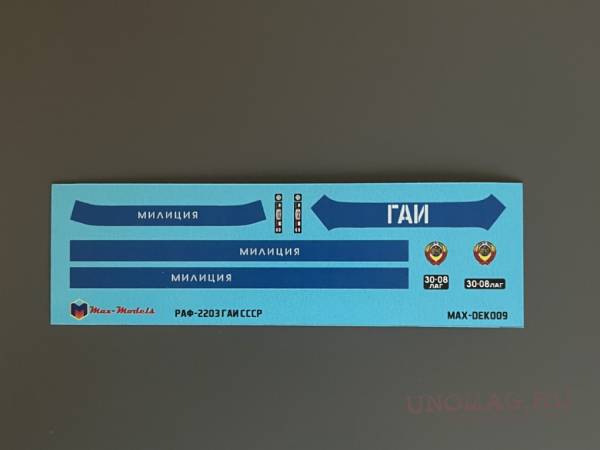 МИЛИЦИЯ
ГАИ
МИЛИЦИЯ
МИЛИЦИЯ
30-08
ЛАГ
30-08 ЛАГ
Max-Models
РАФ-2203 ГАИ СССР
MAX-DEK009
UNOMAG.RU